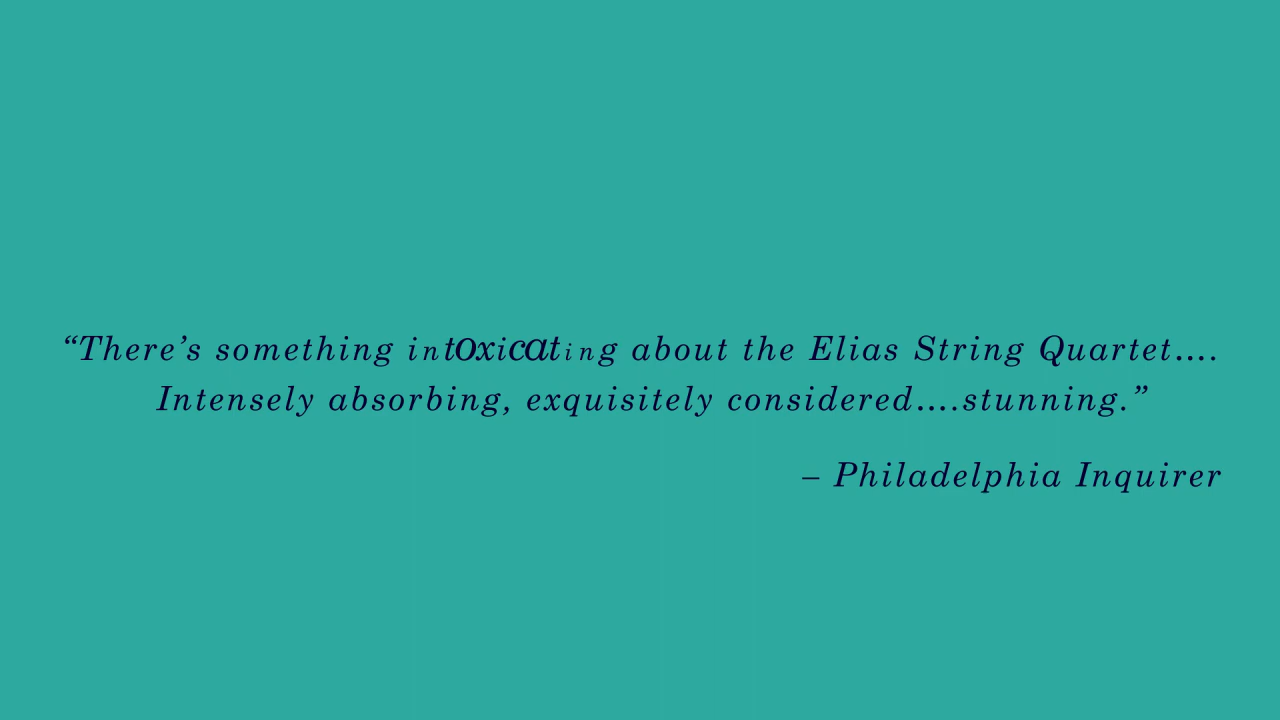 “There’s something intoxicating about the Elias String Quartet....
Intensely absorbing, exquisitely considered....stunning.”
– Philadelphia Inquirer